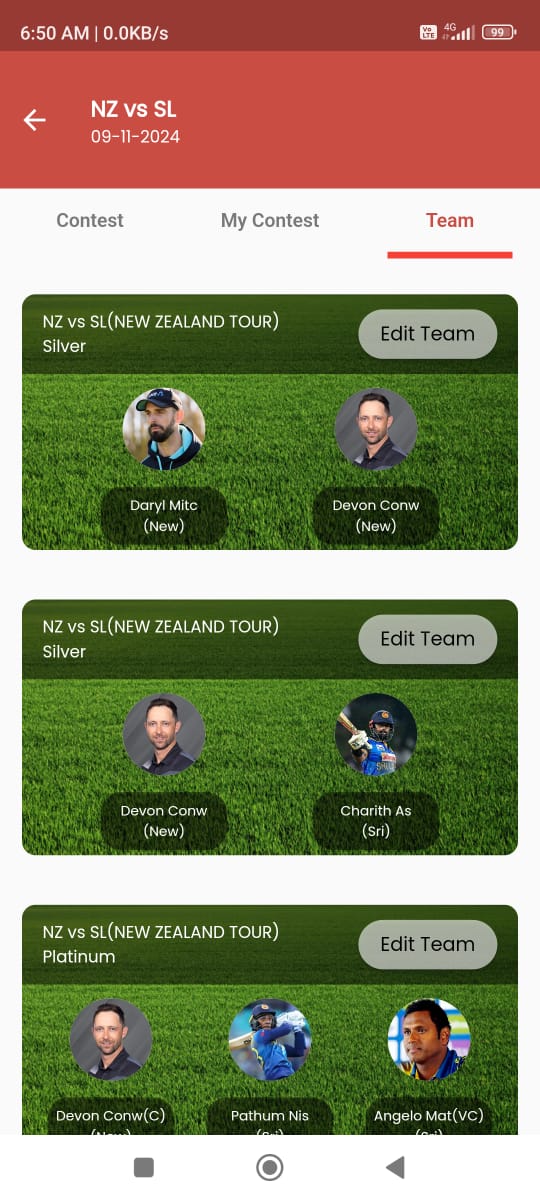 6:50 AM | 0.0KB/s
Vo LTE 4G 99
NZ vs SL
09-11-2024
Contest My Contest Team
NZ vs SL(NEW ZEALAND TOUR)
Silver
Edit Team
Daryl Mitc
(New)
Devon Conw
(New)
NZ vs SL(NEW ZEALAND TOUR)
Silver
Edit Team
Devon Conw
(New)
Charith As
(Sri)
NZ vs SL(NEW ZEALAND TOUR)
Platinum
Edit Team
Devon Conw(C)
(New)
Pathum Nis
(Sri)
Angelo Mat(VC)
(Sri)